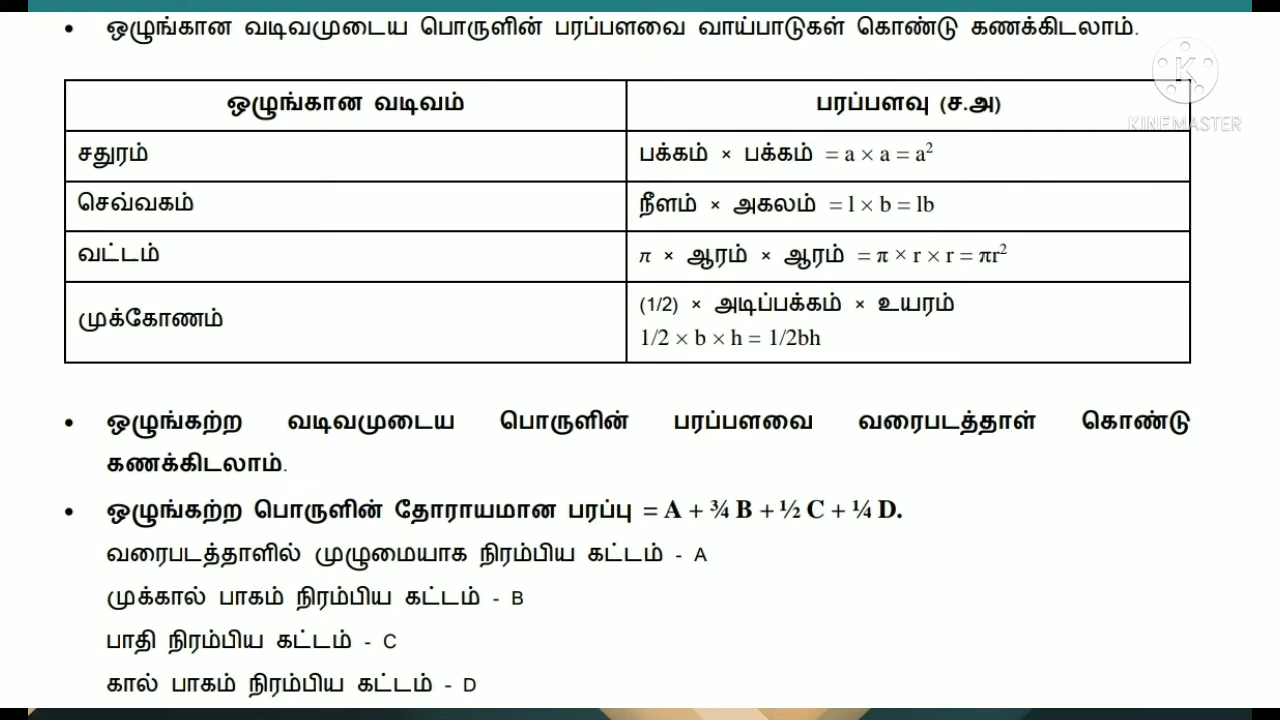 • ஒழுங்கான வடிவமுடைய பொருளின் பரப்பளவை வாய்பாடுகள் கொண்டு கணக்கிடலாம்.
K
KINEMASTER
ஒழுங்கான வடிவம் பரப்பளவு (ச.அ)
சதுரம் பக்கம் × பக்கம் = a × a = a²
செவ்வகம் நீளம் × அகலம் = l × b = lb
வட்டம் π × ஆரம் × ஆரம் = π × r × r = πr²
முக்கோணம் (1/2) × அடிப்பக்கம் × உயரம்
1/2 × b × h = 1/2bh
• ஒழுங்கற்ற வடிவமுடைய பொருளின் பரப்பளவை வரைபடத்தாள் கொண்டு
கணக்கிடலாம்.
• ஒழுங்கற்ற பொருளின் தோராயமான பரப்பு = A + ¾ B + ½ C + ¼ D.
வரைபடத்தாளில் முழுமையாக நிரம்பிய கட்டம் - A
முக்கால் பாகம் நிரம்பிய கட்டம் - B
பாதி நிரம்பிய கட்டம் - C
கால் பாகம் நிரம்பிய கட்டம் - D